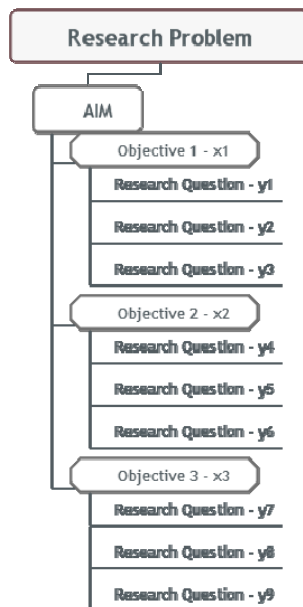 Research Problem
AIM
Objective 1 - x1
Research Question - y1
Research Question - y2
Research Question - y3
Objective 2 - x2
Research Question - y4
Research Question - y5
Research Question - y6
Objective 3 - x3
Research Question - y7
Research Question - y8
Research Question - y9